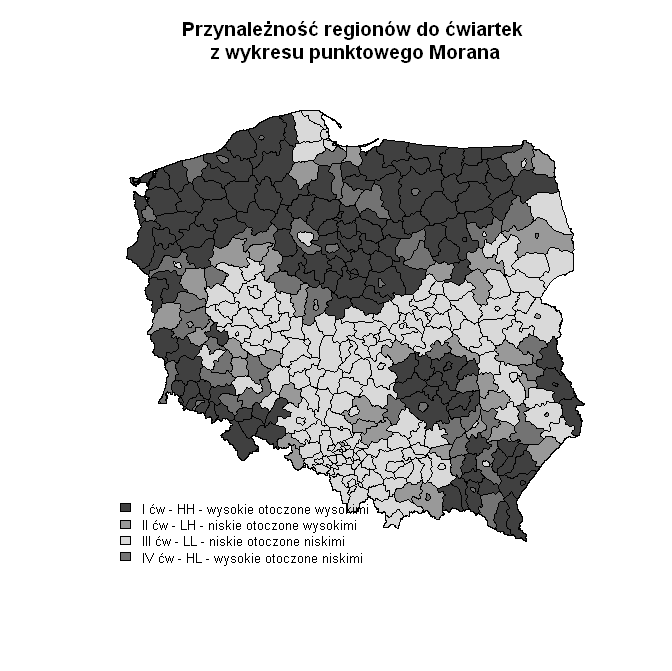 Przynależność regionów do ćwiartek
z wykresu punktowego Morana
I ćw - HH - wysokie otoczone wysokimi
II ćw - LH - niskie otoczone wysokimi
III ćw - LL - niskie otoczone niskimi
IV ćw - HL - wysokie otoczone niskimi